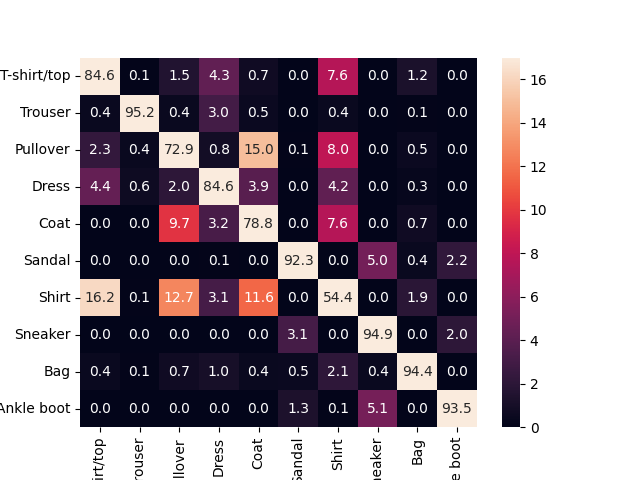 T-shirt/top 84.6 0.1 1.5 4.3 0.7 0.0 7.6 0.0 1.2 0.0
Trouser 0.4 95.2 0.4 3.0 0.5 0.0 0.4 0.0 0.1 0.0
Pullover 2.3 0.4 72.9 0.8 15.0 0.1 8.0 0.0 0.5 0.0
Dress 4.4 0.6 2.0 84.6 3.9 0.0 4.2 0.0 0.3 0.0
Coat 0.0 0.0 9.7 3.2 78.8 0.0 7.6 0.0 0.7 0.0
Sandal 0.0 0.0 0.0 0.1 0.0 92.3 0.0 5.0 0.4 2.2
Shirt 16.2 0.1 12.7 3.1 11.6 0.0 54.4 0.0 1.9 0.0
Sneaker 0.0 0.0 0.0 0.0 0.0 3.1 0.0 94.9 0.0 2.0
Bag 0.4 0.1 0.7 1.0 0.4 0.5 2.1 0.4 94.4 0.0
Ankle boot 0.0 0.0 0.0 0.0 0.0 1.3 0.1 5.1 0.0 93.5
irt/top
rouser
llover
Dress
Coat
Sandal
Shirt
neaker
Bag
e boot
16
14
12
10
8
6
4
2
0